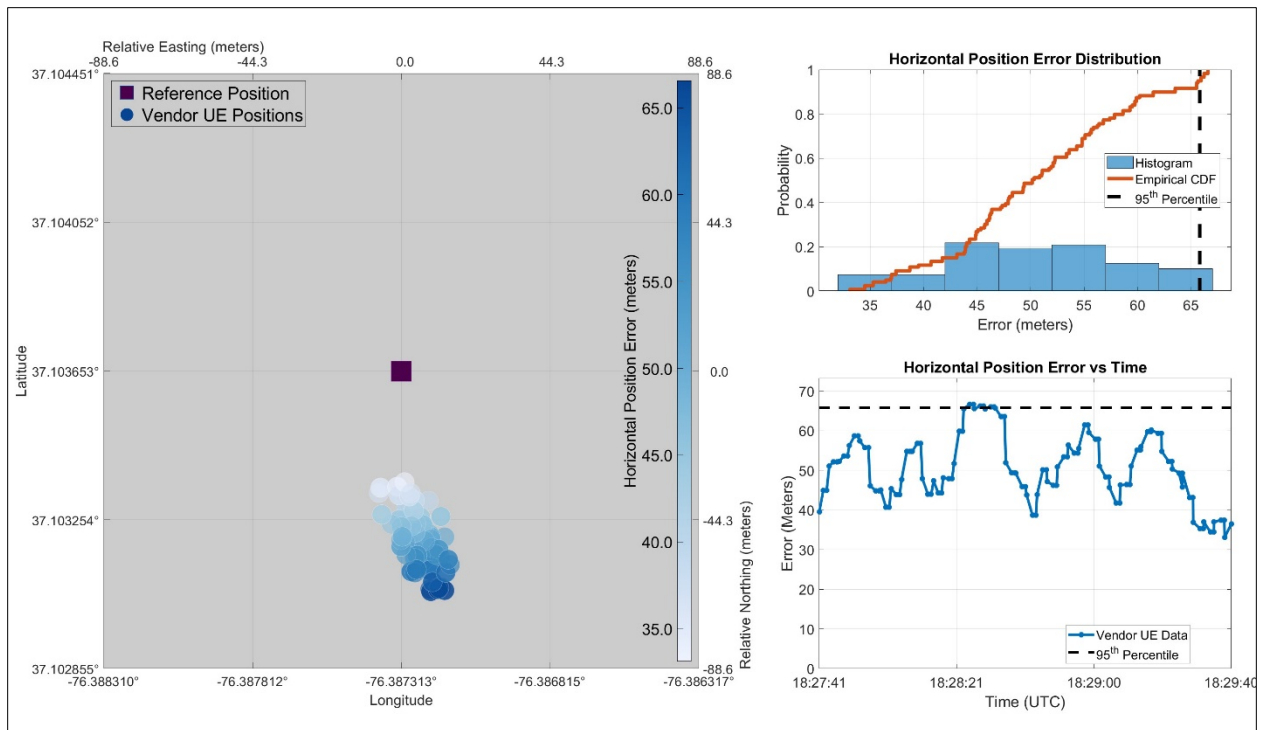 Relative Easting (meters)
-88.6 -44.3 0.0 44.3 88.6
37.104451° 88.6
Reference Position
Vendor UE Positions
65.0
60.0
37.104052° 44.3
55.0
Horizontal Position Error (meters)
Latitude
37.103653° 50.0 0.0
45.0
37.103254° -44.3
40.0
Relative Northing (meters)
35.0
37.102855° -88.6
-76.388310° -76.387812° -76.387313° -76.386815° -76.386317°
Longitude
Horizontal Position Error Distribution
1
0.8
0.6
0.4
0.2
0
Probability
Histogram
Empirical CDF
95th Percentile
35 40 45 50 55 60 65
Error (meters)
Horizontal Position Error vs Time
70
60
50
40
30
20
10
0
Error (Meters)
Vendor UE Data
95th Percentile
18:27:41 18:28:21 18:29:00 18:29:40
Time (UTC)